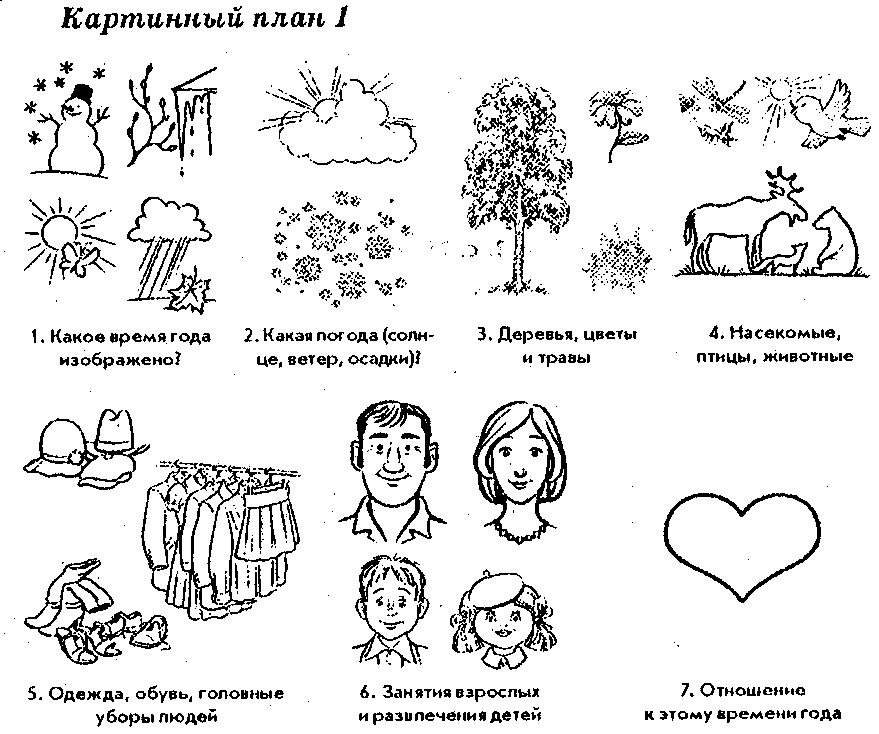 Картинный план 1
1. Какое время года
изображено?
2. Какая погода (солн-
це, ветер, осадки)?
3. Деревья, цветы
и травы
4. Насекомые,
птицы, животные
5. Одежда, обувь, головные
уборы людей
6. Занятия взрослых
и развлечения детей
7. Отношение
к этому времени года